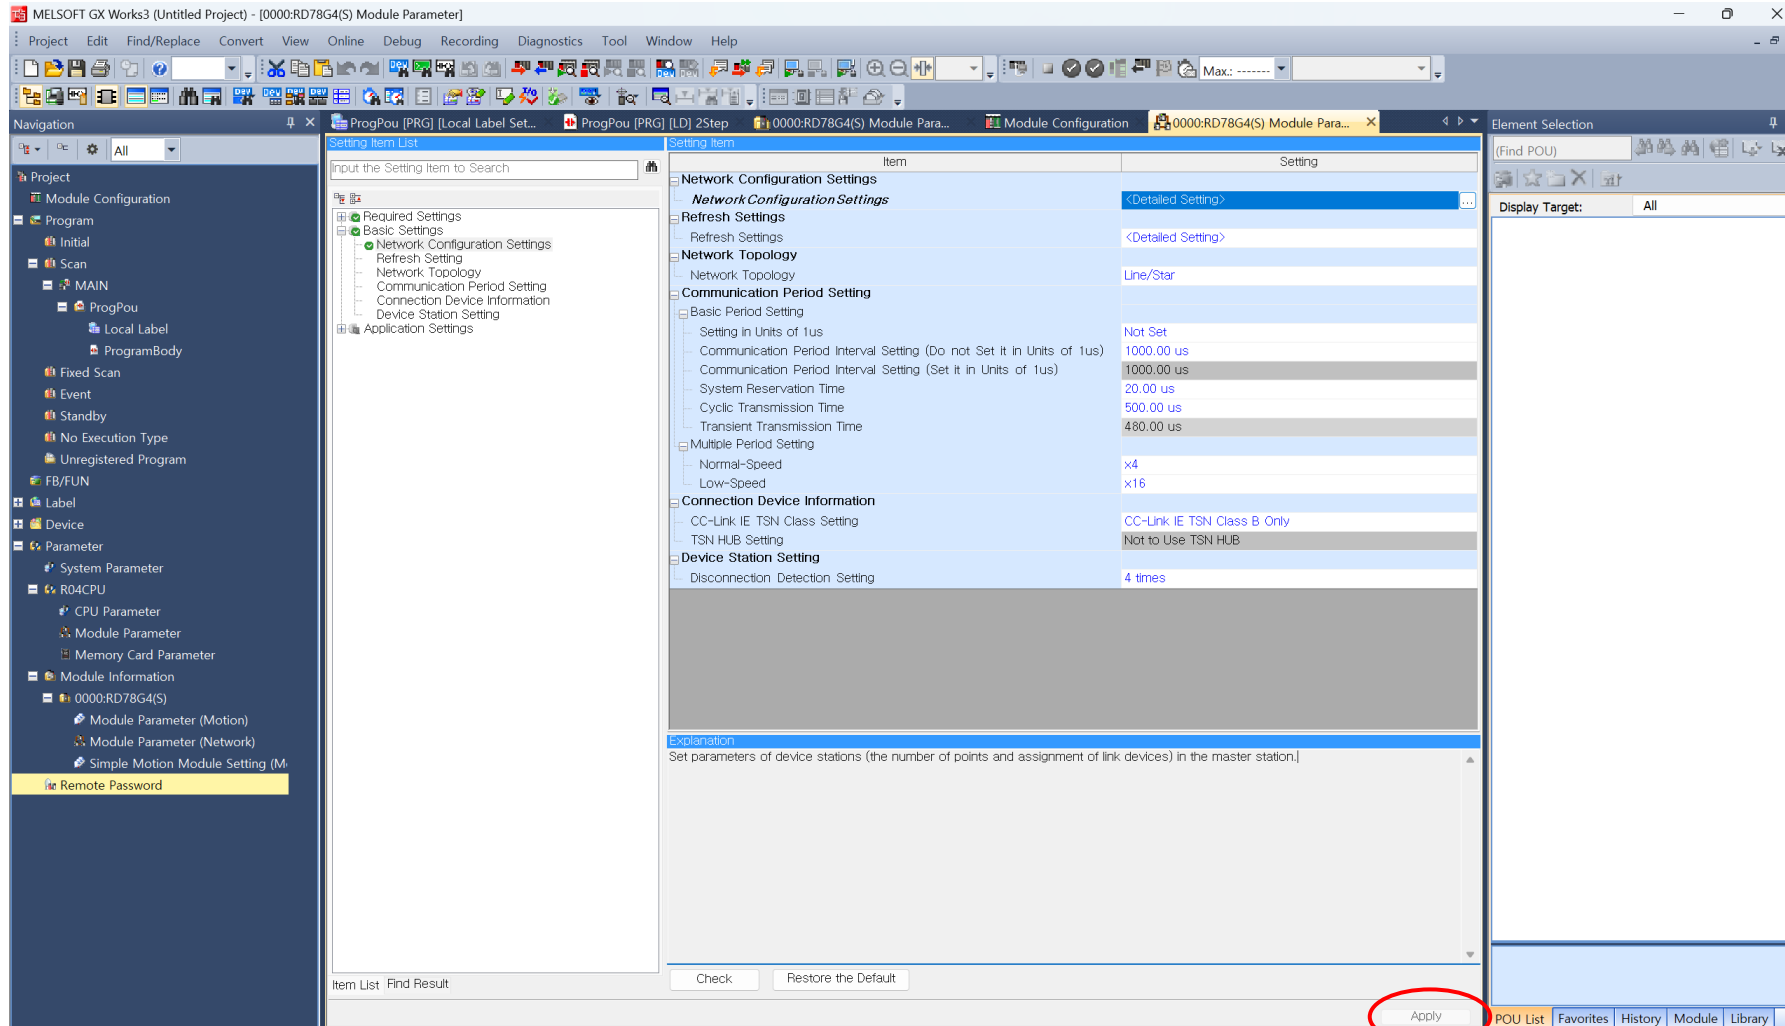 MELSOFT GX Works3 (Untitled Project) - [0000:RD78G4(S) Module Parameter]
Project Edit Find/Replace Convert View Online Debug Recording Diagnostics Tool Window Help
Max.: -------
Navigation
All
Project
Module Configuration
Program
Initial
Scan
MAIN
ProgPou
Local Label
ProgramBody
Fixed Scan
Event
Standby
No Execution Type
Unregistered Program
FB/FUN
Label
Device
Parameter
System Parameter
R04CPU
CPU Parameter
Module Parameter
Memory Card Parameter
Module Information
0000:RD78G4(S)
Module Parameter (Motion)
Module Parameter (Network)
Simple Motion Module Setting (M
Remote Password
ProgPou [PRG] [Local Label Set... ProgPou [PRG] [LD] 2Step 0000:RD78G4(S) Module Para... Module Configuration 0000:RD78G4(S) Module Para...
Setting Item List
Input the Setting Item to Search
Required Settings
Basic Settings
Network Configuration Settings
Refresh Setting
Network Topology
Communication Period Setting
Connection Device Information
Device Station Setting
Application Settings
Item List Find Result
Setting Item
Item Setting
Network Configuration Settings
Network Configuration Settings <Detailed Setting> ...
Refresh Settings
Refresh Settings <Detailed Setting>
Network Topology
Network Topology Line/Star
Communication Period Setting
Basic Period Setting
Setting in Units of 1us Not Set
Communication Period Interval Setting (Do not Set it in Units of 1us) 1000.00 us
Communication Period Interval Setting (Set it in Units of 1us) 1000.00 us
System Reservation Time 20.00 us
Cyclic Transmission Time 500.00 us
Transient Transmission Time 480.00 us
Multiple Period Setting
Normal-Speed x4
Low-Speed x16
Connection Device Information
CC-Link IE TSN Class Setting CC-Link IE TSN Class B Only
TSN HUB Setting Not to Use TSN HUB
Device Station Setting
Disconnection Detection Setting 4 times
Explanation
Set parameters of device stations (the number of points and assignment of link devices) in the master station.
Check Restore the Default
Apply
Element Selection
(Find POU)
Display Target: All
POU List Favorites History Module Library